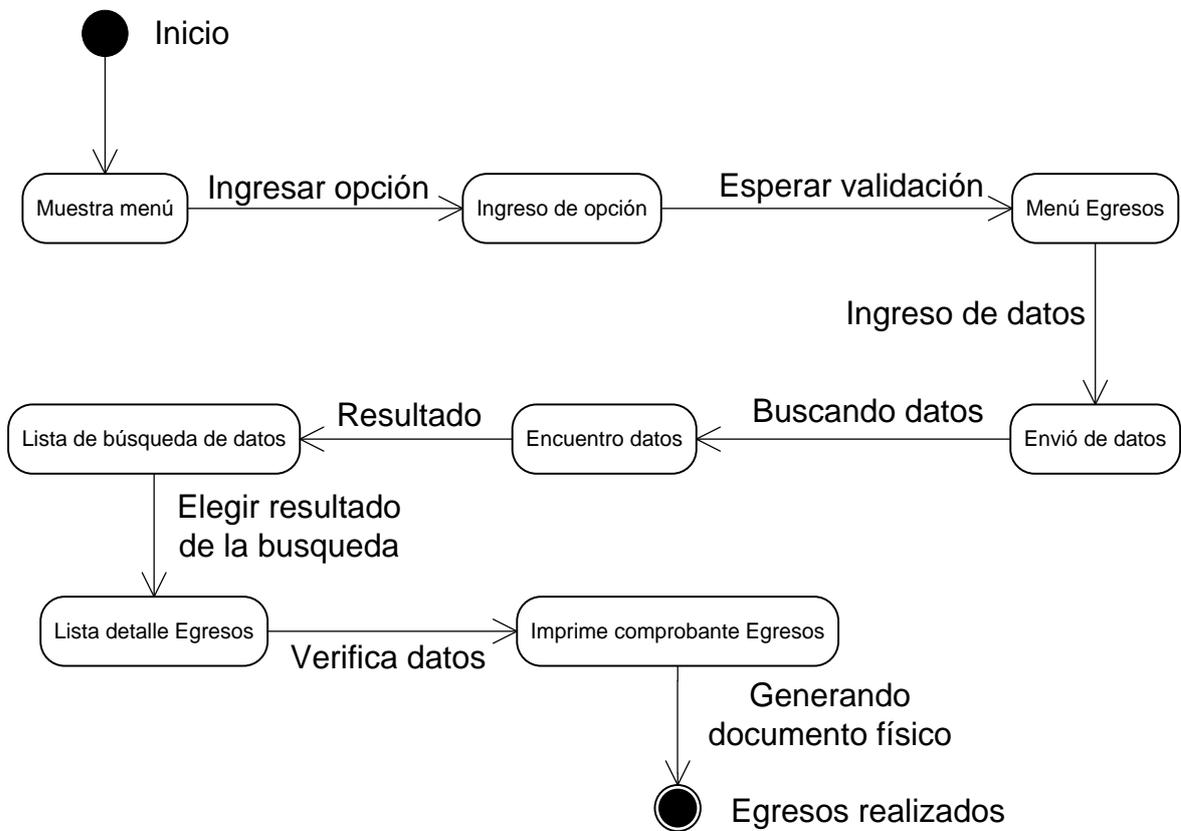 Inicio
Muestra menú
Ingresar opción
Ingreso de opción
Esperar validación
Menú Egresos
Ingreso de datos
Envió de datos
Buscando datos
Encuentro datos
Resultado
Lista de búsqueda de datos
Elegir resultado
de la busqueda
Lista detalle Egresos
Verifica datos
Imprime comprobante Egresos
Generando
documento físico
Egresos realizados